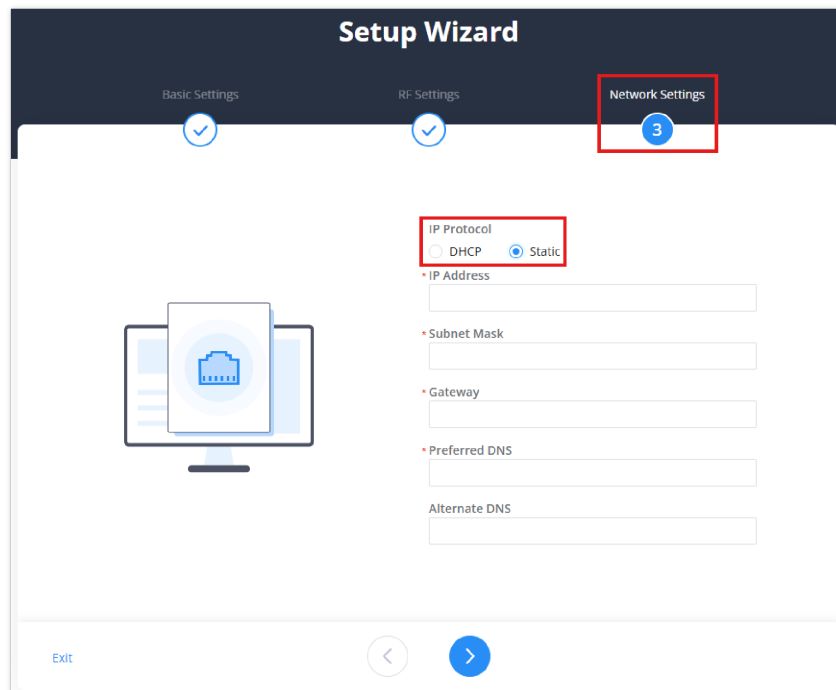 Setup Wizard
Basic Settings RF Settings Network Settings
3
IP Protocol
DHCP Static
* IP Address
* Subnet Mask
* Gateway
* Preferred DNS
Alternate DNS
Exit